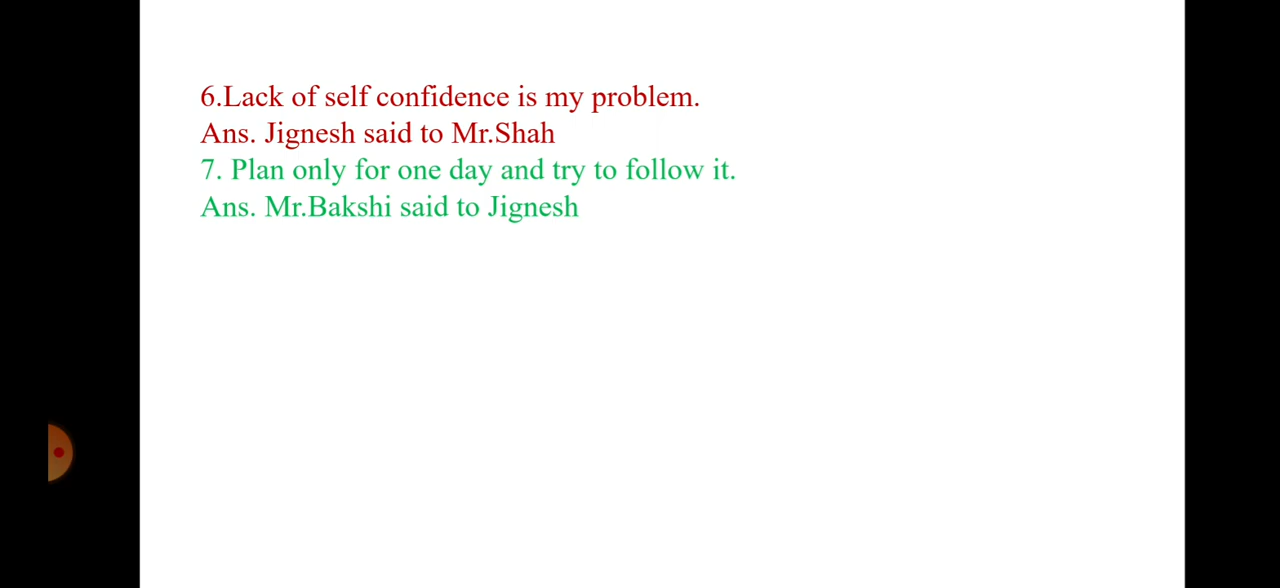 6.Lack of self confidence is my problem.
Ans. Jignesh said to Mr.Shah
7. Plan only for one day and try to follow it.
Ans. Mr.Bakshi said to Jignesh